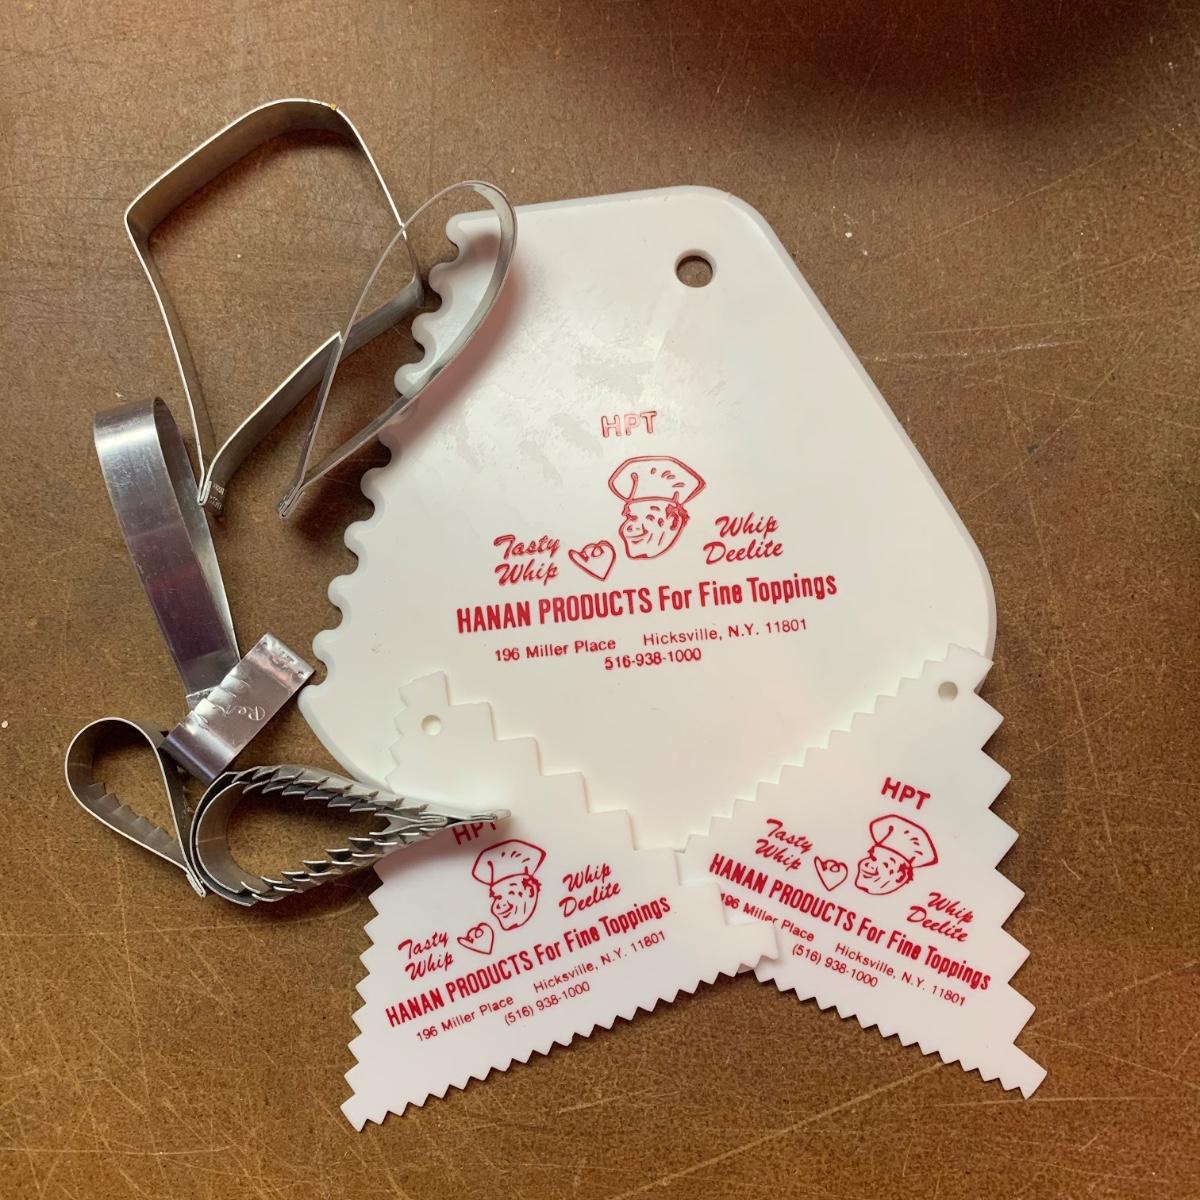 HPT
Tasty Whip
Whip Deelite
HANAN PRODUCTS For Fine Toppings
196 Miller Place Hicksville, N.Y. 11801
516-938-1000
HPT
Tasty Whip
Whip Deelite
HANAN PRODUCTS For Fine Toppings
196 Miller Place Hicksville, N.Y. 11801
(516) 938-1000
HPT
Tasty Whip
Whip Deelite
HANAN PRODUCTS For Fine Toppings
196 Miller Place Hicksville, N.Y. 11801
(516) 938-1000